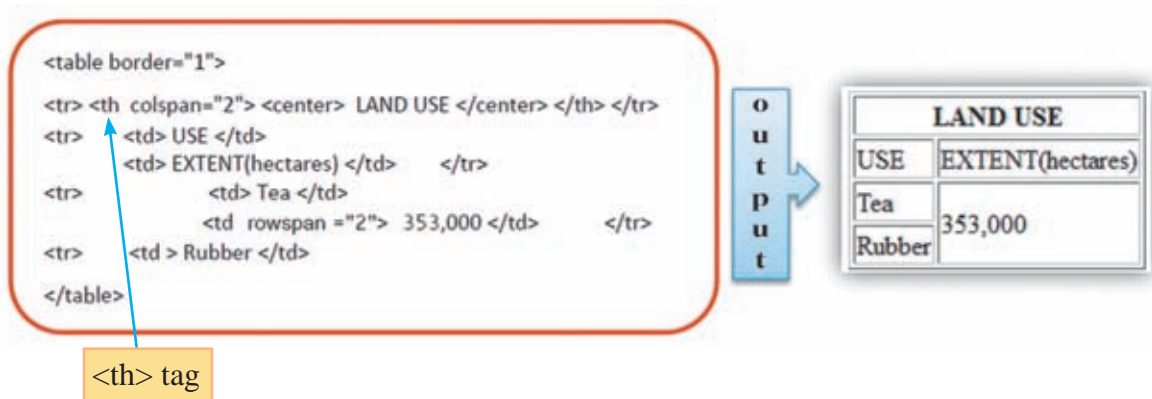 <table border="1">
<tr> <th colspan="2"> <center> LAND USE </center> </th> </tr>
<tr> <td> USE </td>
<td> EXTENT(hectares) </td> </tr>
<tr> <td> Tea </td>
<td rowspan ="2"> 353,000 </td> </tr>
<tr> <td > Rubber </td>
</table>
<th> tag
output
LAND USE
USE EXTENT(hectares)
Tea
353,000
Rubber